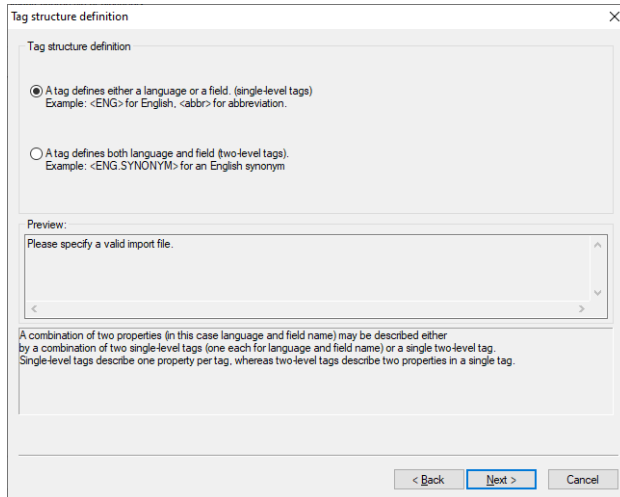 Tag structure definition
Tag structure definition
A tag defines either a language or a field. (single-level tags)
Example: <ENG> for English, <abbr> for abbreviation.
A tag defines both language and field (two-level tags).
Example: <ENG.SYNONYM> for an English synonym
Preview:
Please specify a valid import file.
A combination of two properties (in this case language and field name) may be described either
by a combination of two single-level tags (one each for language and field name) or a single two-level tag.
Single-level tags describe one property per tag, whereas two-level tags describe two properties in a single tag.
< Back Next > Cancel